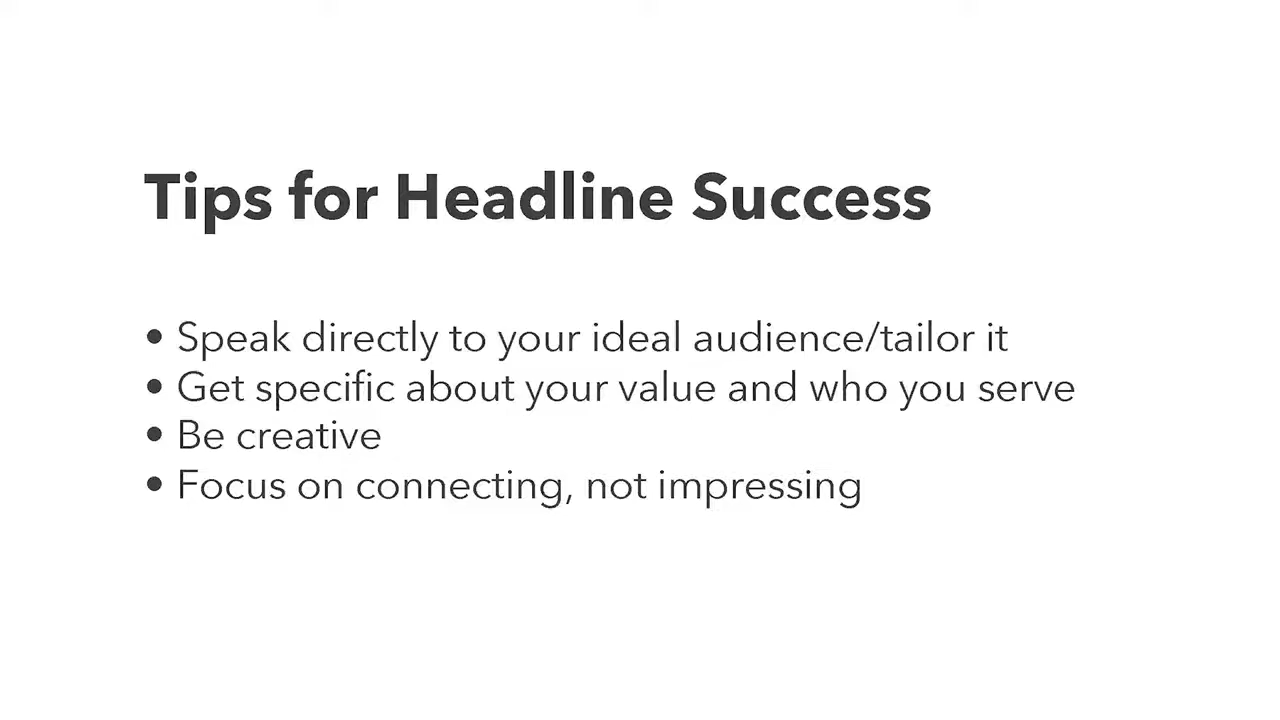 Tips for Headline Success
• Speak directly to your ideal audience/tailor it
• Get specific about your value and who you serve
• Be creative
• Focus on connecting, not impressing